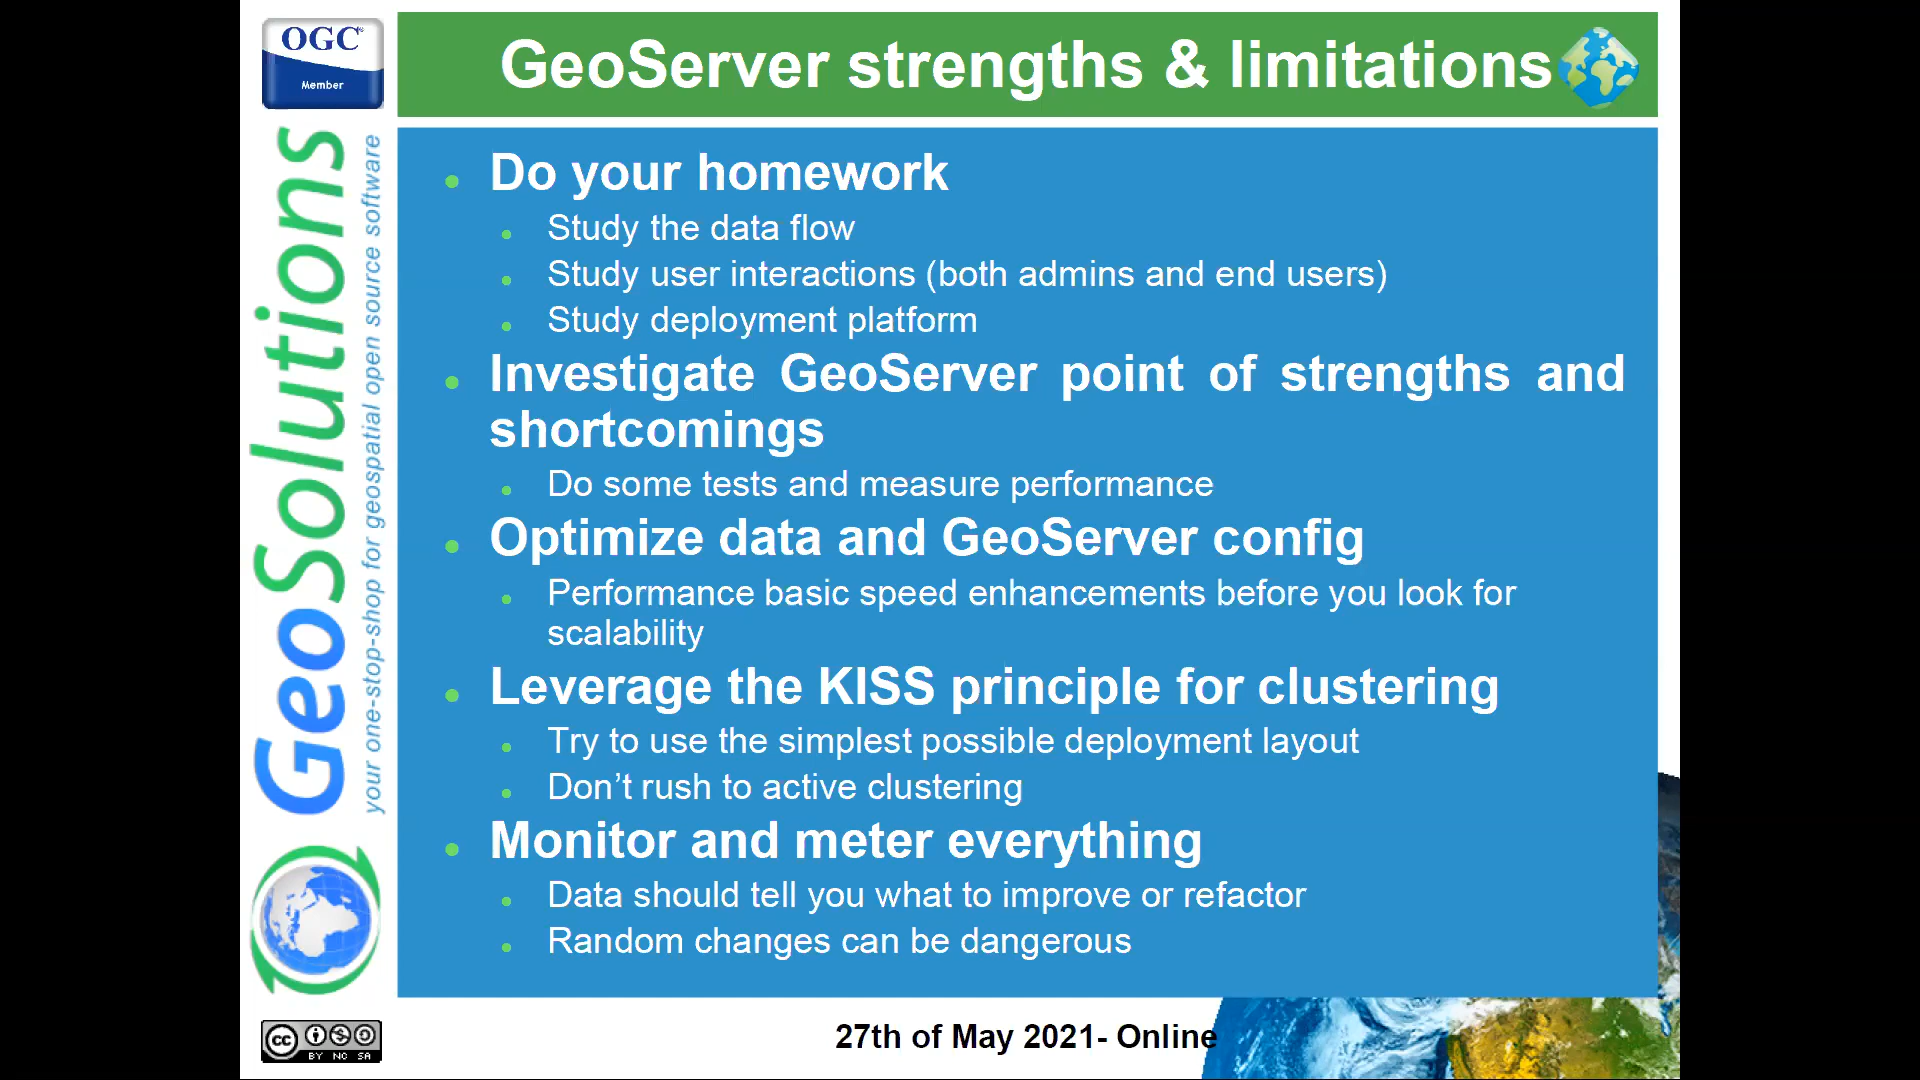 OGC
Member
GeoServer strengths & limitations
GeoSolutions
your one-stop-shop for geospatial open source software
Do your homework
Study the data flow
Study user interactions (both admins and end users)
Study deployment platform
Investigate GeoServer point of strengths and
shortcomings
Do some tests and measure performance
Optimize data and GeoServer config
Performance basic speed enhancements before you look for
scalability
Leverage the KISS principle for clustering
Try to use the simplest possible deployment layout
Don’t rush to active clustering
Monitor and meter everything
Data should tell you what to improve or refactor
Random changes can be dangerous
cc
BY NC SA
27th of May 2021- Online